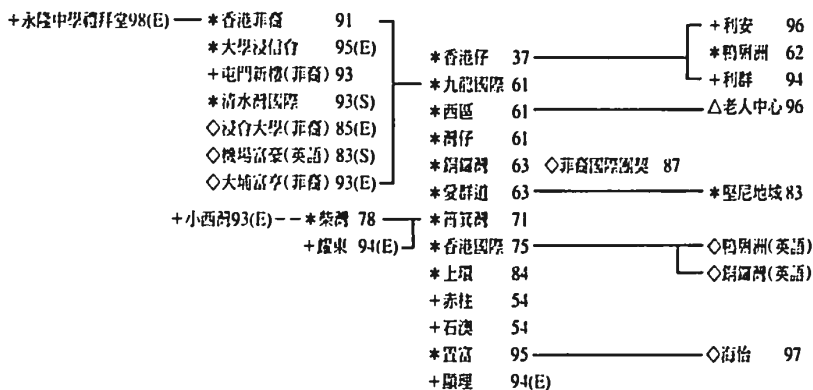 +永隆中學禮拜堂98(E) *香港菲裔 91
*大學浸信會 95(E)
+屯門新樓(菲裔) 93
*清水灣國際 93(S)
◇浸會大學(菲裔) 85(E)
◇機場富豪(英語) 83(S)
◇大埔富亨(菲裔) 93(E)
+小西灣93(E) *柴灣 78
+耀東 94(E)
*香港仔 37
*九龍國際 61
*西區 61
*灣仔 61
*銅鑼灣 63 ◇菲裔國際團契 87
*愛群道 63
*筲箕灣 71
*香港國際 75
*上環 84
+赤柱 54
+石澳 54
*置富 95
+顯理 94(E)
+利安 96
*鴨脷洲 62
+利群 94
△老人中心 96
*堅尼地城 83
◇鴨脷洲(英語)
◇銅鑼灣(英語)
◇海怡 97